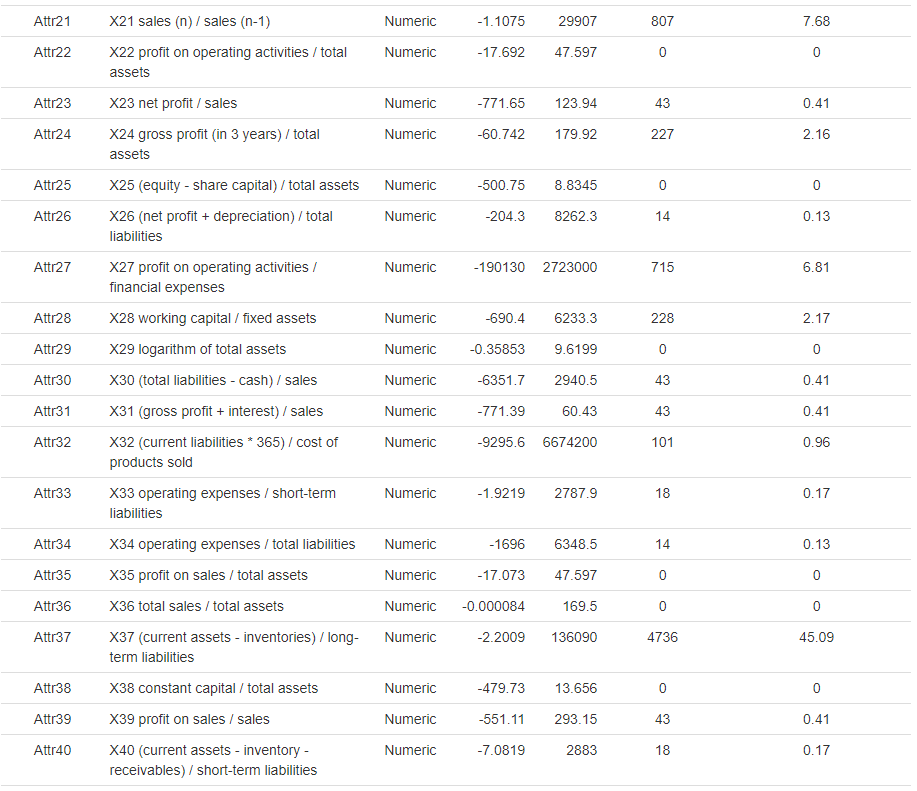 Attr21 X21 sales (n) / sales (n-1) Numeric -1.1075 29907 807 7.68
Attr22 X22 profit on operating activities / total Numeric -17.692 47.597 0 0
assets
Attr23 X23 net profit / sales Numeric -771.65 123.94 43 0.41
Attr24 X24 gross profit (in 3 years) / total Numeric -60.742 179.92 227 2.16
assets
Attr25 X25 (equity - share capital) / total assets Numeric -500.75 8.8345 0 0
Attr26 X26 (net profit + depreciation) / total Numeric -204.3 8262.3 14 0.13
liabilities
Attr27 X27 profit on operating activities / Numeric -190130 2723000 715 6.81
financial expenses
Attr28 X28 working capital / fixed assets Numeric -690.4 6233.3 228 2.17
Attr29 X29 logarithm of total assets Numeric -0.35853 9.6199 0 0
Attr30 X30 (total liabilities - cash) / sales Numeric -6351.7 2940.5 43 0.41
Attr31 X31 (gross profit + interest) / sales Numeric -771.39 60.43 43 0.41
Attr32 X32 (current liabilities * 365) / cost of Numeric -9295.6 6674200 101 0.96
products sold
Attr33 X33 operating expenses / short-term Numeric -1.9219 2787.9 18 0.17
liabilities
Attr34 X34 operating expenses / total liabilities Numeric -1696 6348.5 14 0.13
Attr35 X35 profit on sales / total assets Numeric -17.073 47.597 0 0
Attr36 X36 total sales / total assets Numeric -0.000084 169.5 0 0
Attr37 X37 (current assets - inventories) / long- Numeric -2.2009 136090 4736 45.09
term liabilities
Attr38 X38 constant capital / total assets Numeric -479.73 13.656 0 0
Attr39 X39 profit on sales / sales Numeric -551.11 293.15 43 0.41
Attr40 X40 (current assets - inventory - Numeric -7.0819 2883 18 0.17
receivables) / short-term liabilities